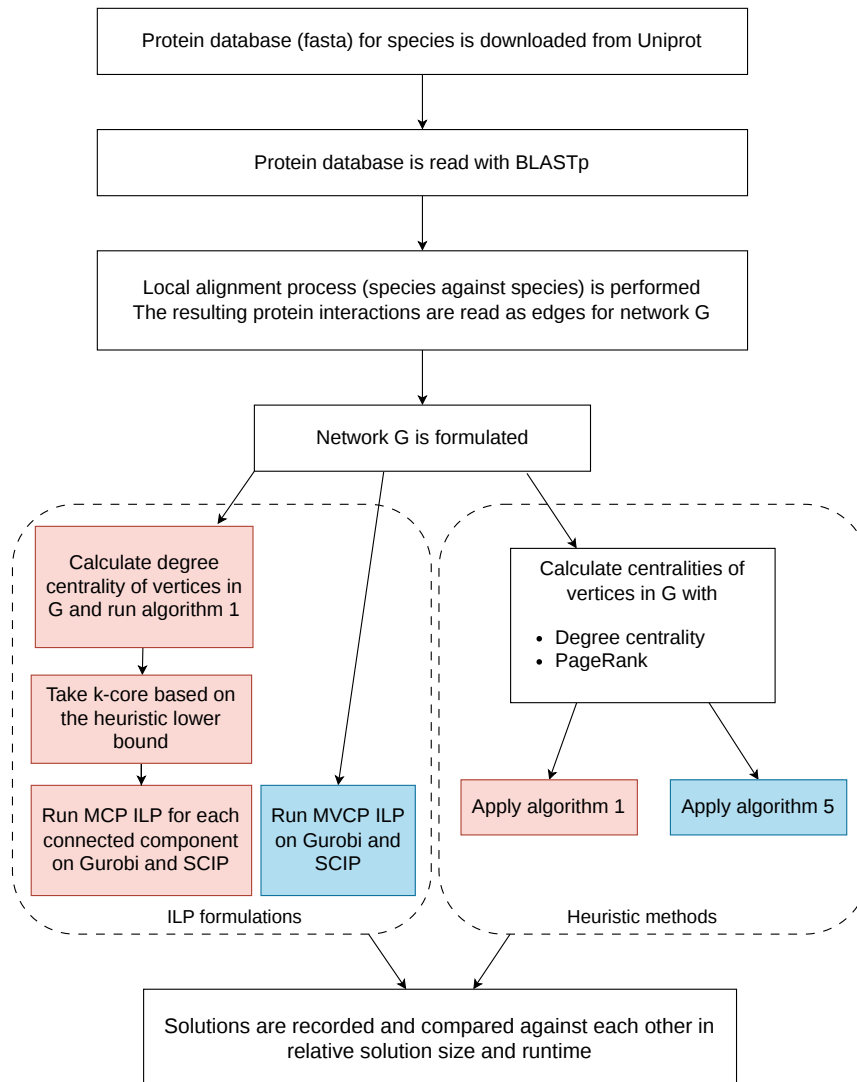 Protein database (fasta) for species is downloaded from Uniprot
Protein database is read with BLASTp
Local alignment process (species against species) is performed
The resulting protein interactions are read as edges for network G
Network G is formulated
Calculate degree
centrality of vertices in
G and run algorithm 1
Take k-core based on
the heuristic lower
bound
Run MCP ILP for each
connected component
on Gurobi and SCIP
Run MVCP ILP
on Gurobi and
SCIP
ILP formulations
Calculate centralities of
vertices in G with
• Degree centrality
• PageRank
Apply algorithm 1
Apply algorithm 5
Heuristic methods
Solutions are recorded and compared against each other in
relative solution size and runtime